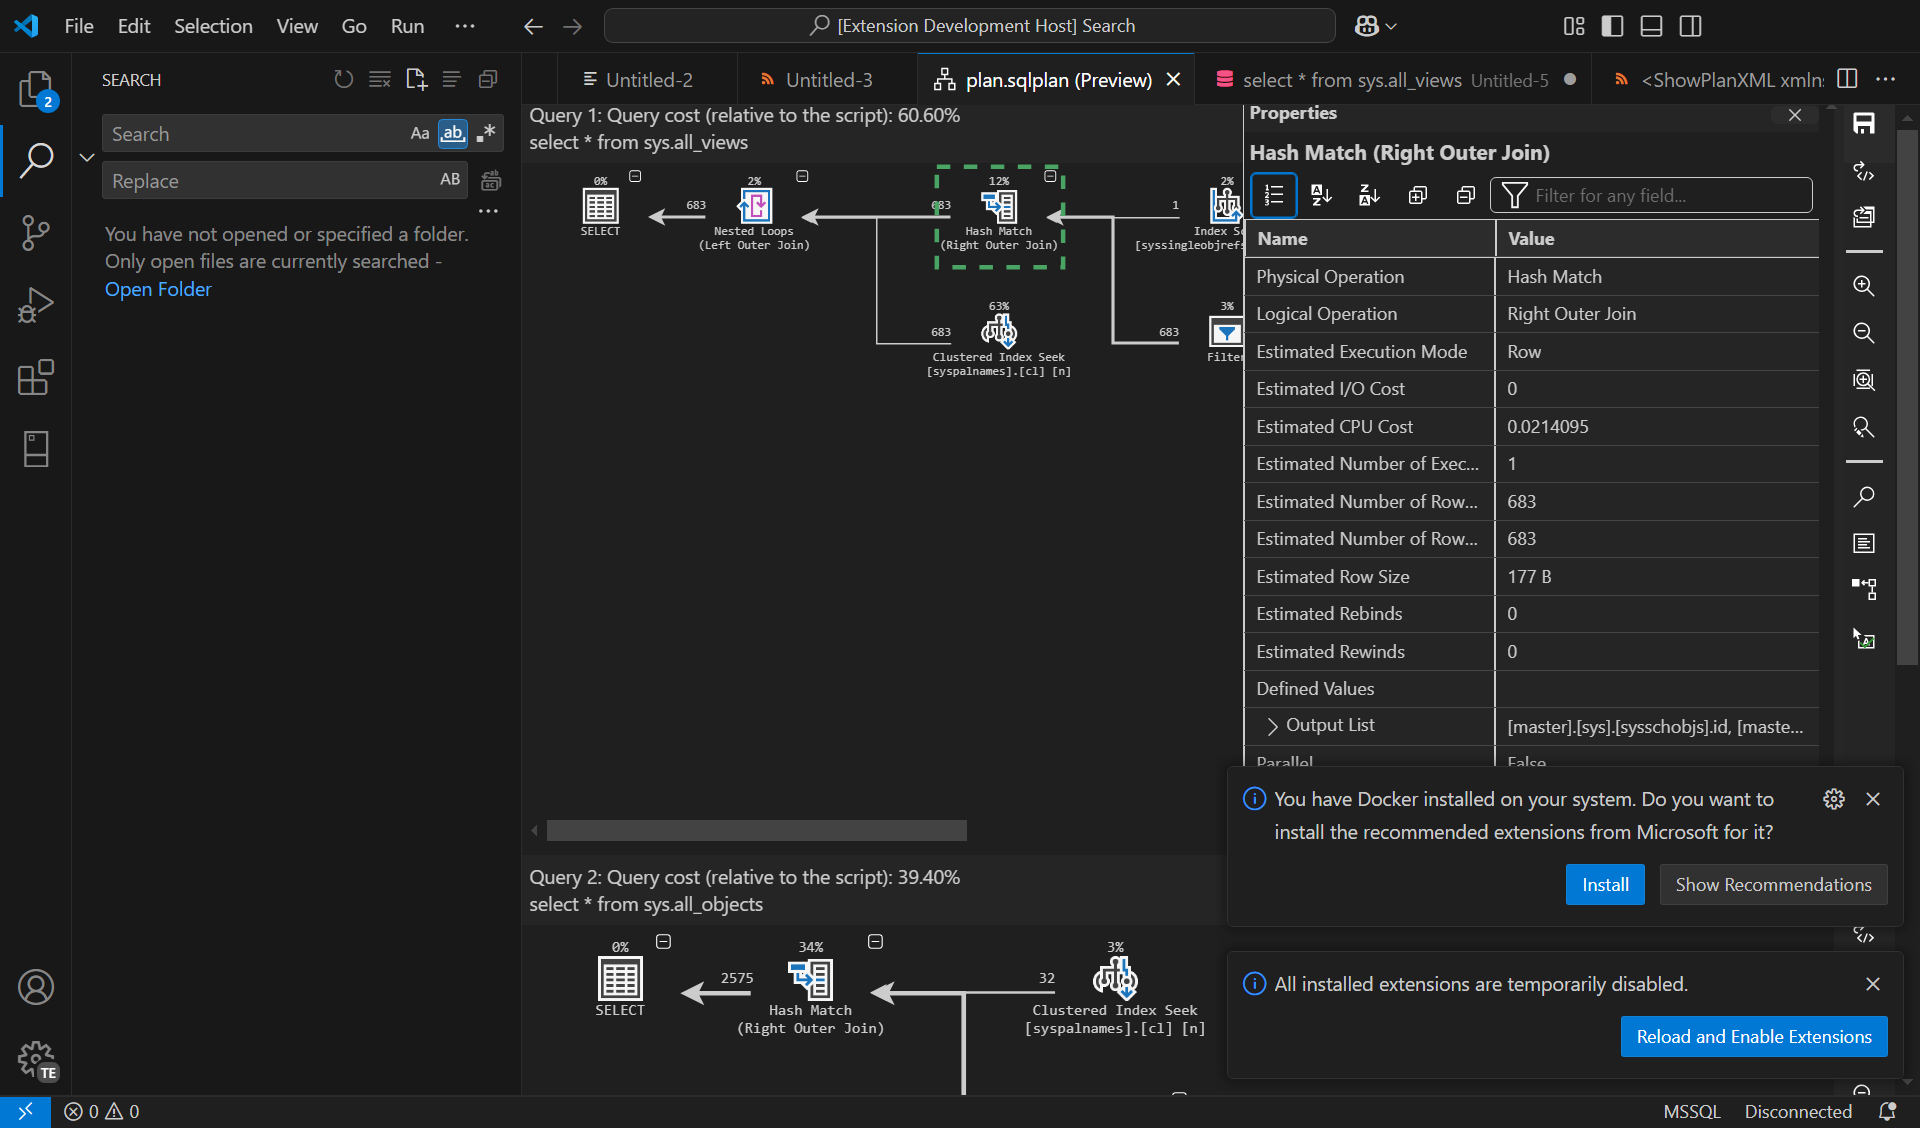 File Edit Selection View Go Run ···
[Extension Development Host] Search
SEARCH
Search
Aa ab .*
Replace
AB
You have not opened or specified a folder.
Only open files are currently searched -
Open Folder
2
TE
Untitled-2
Untitled-3
plan.sqlplan (Preview)
select * from sys.all_views Untitled-5
<ShowPlanXML xmlns
Query 1: Query cost (relative to the script): 60.60%
select * from sys.all_views
0%
SELECT
683
2%
Nested Loops
(Left Outer Join)
683
12%
Hash Match
(Right Outer Join)
1
2%
[syssingleobjrefs
63%
683
Clustered Index Seek
[syspalnames].[cl] [n]
683
3%
Filter
Properties
Hash Match (Right Outer Join)
Filter for any field...
Name Value
Physical Operation Hash Match
Logical Operation Right Outer Join
Estimated Execution Mode Row
Estimated I/O Cost 0
Estimated CPU Cost 0.0214095
Estimated Number of Exec... 1
Estimated Number of Row... 683
Estimated Number of Row... 683
Estimated Row Size 177 B
Estimated Rebinds 0
Estimated Rewinds 0
Defined Values
Output List [master].[sys].[sysschobjs].id, [maste...
Parallel False
Query 2: Query cost (relative to the script): 39.40%
select * from sys.all_objects
0%
SELECT
2575
34%
Hash Match
(Right Outer Join)
32
3%
Clustered Index Seek
[syspalnames].[cl] [n]
You have Docker installed on your system. Do you want to
install the recommended extensions from Microsoft for it?
Install
Show Recommendations
All installed extensions are temporarily disabled.
Reload and Enable Extensions
0 0
MSSQL Disconnected